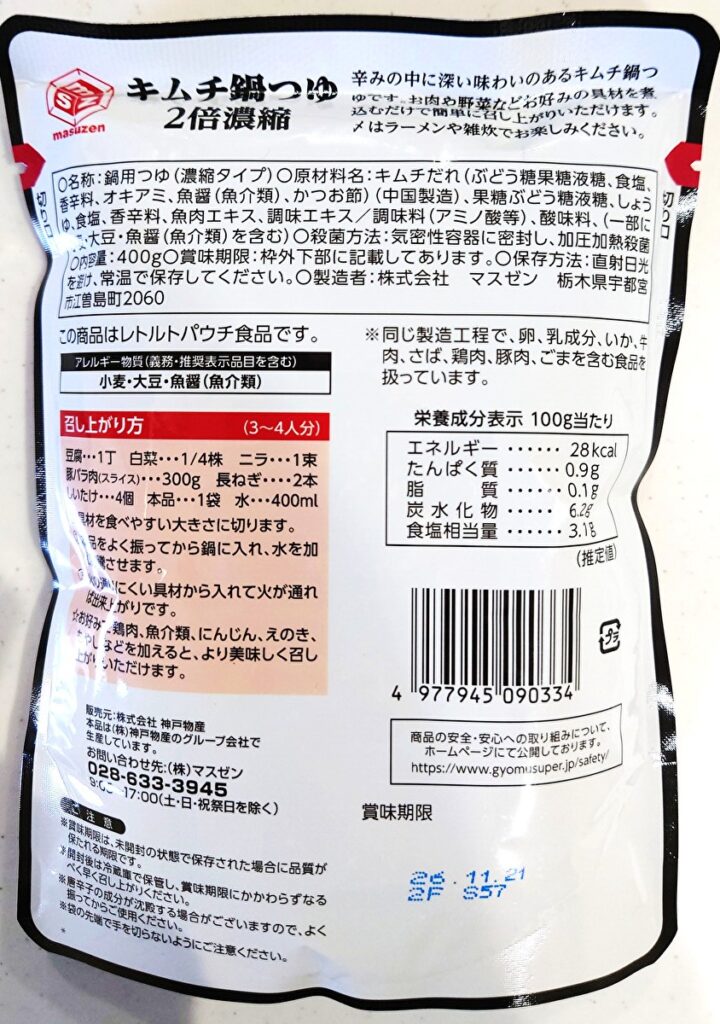 masuzen
キムチ鍋つゆ
2倍濃縮
辛みの中に深い味わいのあるキムチ鍋つ
ゆです。お肉や野菜などお好みの具材を煮
込むだけで簡単に召し上がりいただけます。
〆はラーメンや雑炊でお楽しみください。
切り口
切り口
○名称:鍋用つゆ(濃縮タイプ)○原材料名:キムチだれ(ぶどう糖果糖液糖、食塩、
香辛料、オキアミ、魚醤(魚介類)、かつお節)(中国製造)、果糖ぶどう糖液糖、しょう
ゆ、食塩、香辛料、魚肉エキス、調味エキス/調味料(アミノ酸等)、酸味料、(一部に
・大豆・魚醤(魚介類)を含む)○殺菌方法:気密性容器に密封し、加圧加熱殺菌
○内容量:400g○賞味期限:枠外下部に記載してあります。○保存方法:直射日光
を避け、常温で保存してください。○製造者:株式会社 マスゼン 栃木県宇都宮
市江曽島町2060
この商品はレトルトパウチ食品です。
アレルギー物質(義務・推奨表示品目を含む)
小麦・大豆・魚醤(魚介類)
※同じ製造工程で、卵、乳成分、いか、牛
肉、さば、鶏肉、豚肉、ごまを含む食品を
扱っています。
召し上がり方 (3〜4人分)
豆腐・・・1丁 白菜・・・1/4株 ニラ・・・1束
豚バラ肉(スライス)・・・300g 長ねぎ・・・・2本
しいたけ・・・4個 本品・・・1袋 水・・・400ml
具材を食べやすい大きさに切ります。
品をよく振ってから鍋に入れ、水を加
させます。
にくい具材から入れて火が通れ
ば出来上がりです。
☆お好みで鶏肉、魚介類、にんじん、えのき、
もやしなどを加えると、より美味しく召し
上がりいただけます。
栄養成分表示 100g当たり
エネルギー・・・・・・28kcal
たんぱく質・・・・・0.9g
脂質・・・・・0.1g
炭水化物・・・・・6.2g
食塩相当量・・・・・3.1g
(推定値)
プラ
4 977945 090334
販売元:株式会社 神戸物産
本品は(株)神戸物産のグループ会社で
生産しています。
お問い合わせ先:(株)マスゼン
028-633-3945
9:00〜17:00(土・日・祝祭日を除く)
商品の安全・安心への取り組みについて、
ホームページにて公開しております。
https://www.gyomusuper.jp/safety/
ご注意
※賞味期限は、未開封の状態で保存された場合に品質が
保たれる期限です。
※開封後は冷蔵庫で保管し、賞味期限にかかわらずなる
べく早く召し上がりください。
※唐辛子の成分が沈殿する場合がございますので、よく
振ってからご使用ください。
※袋の先端で手を切らないようにご注意ください。
賞味期限
26.11.21
2F S57